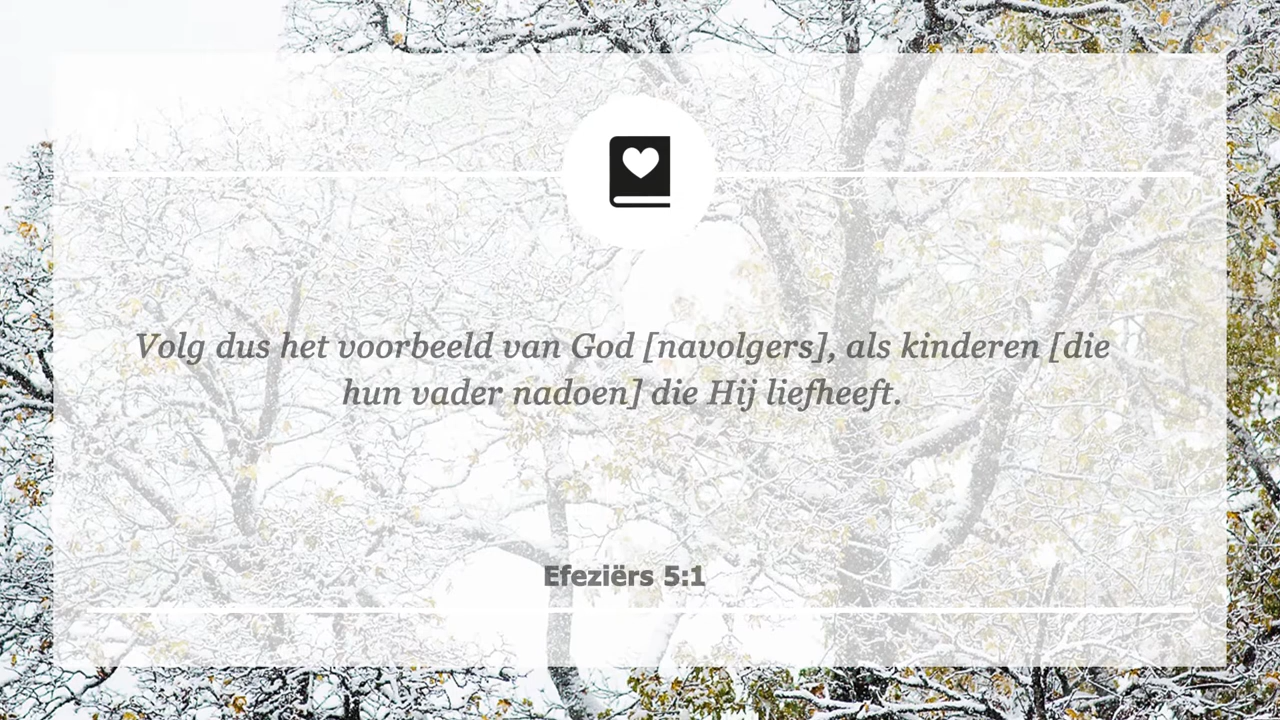 Volg dus het voorbeeld van God [navolgers], als kinderen [die
hun vader nadoen] die Hij liefheeft.
Efeziërs 5:1